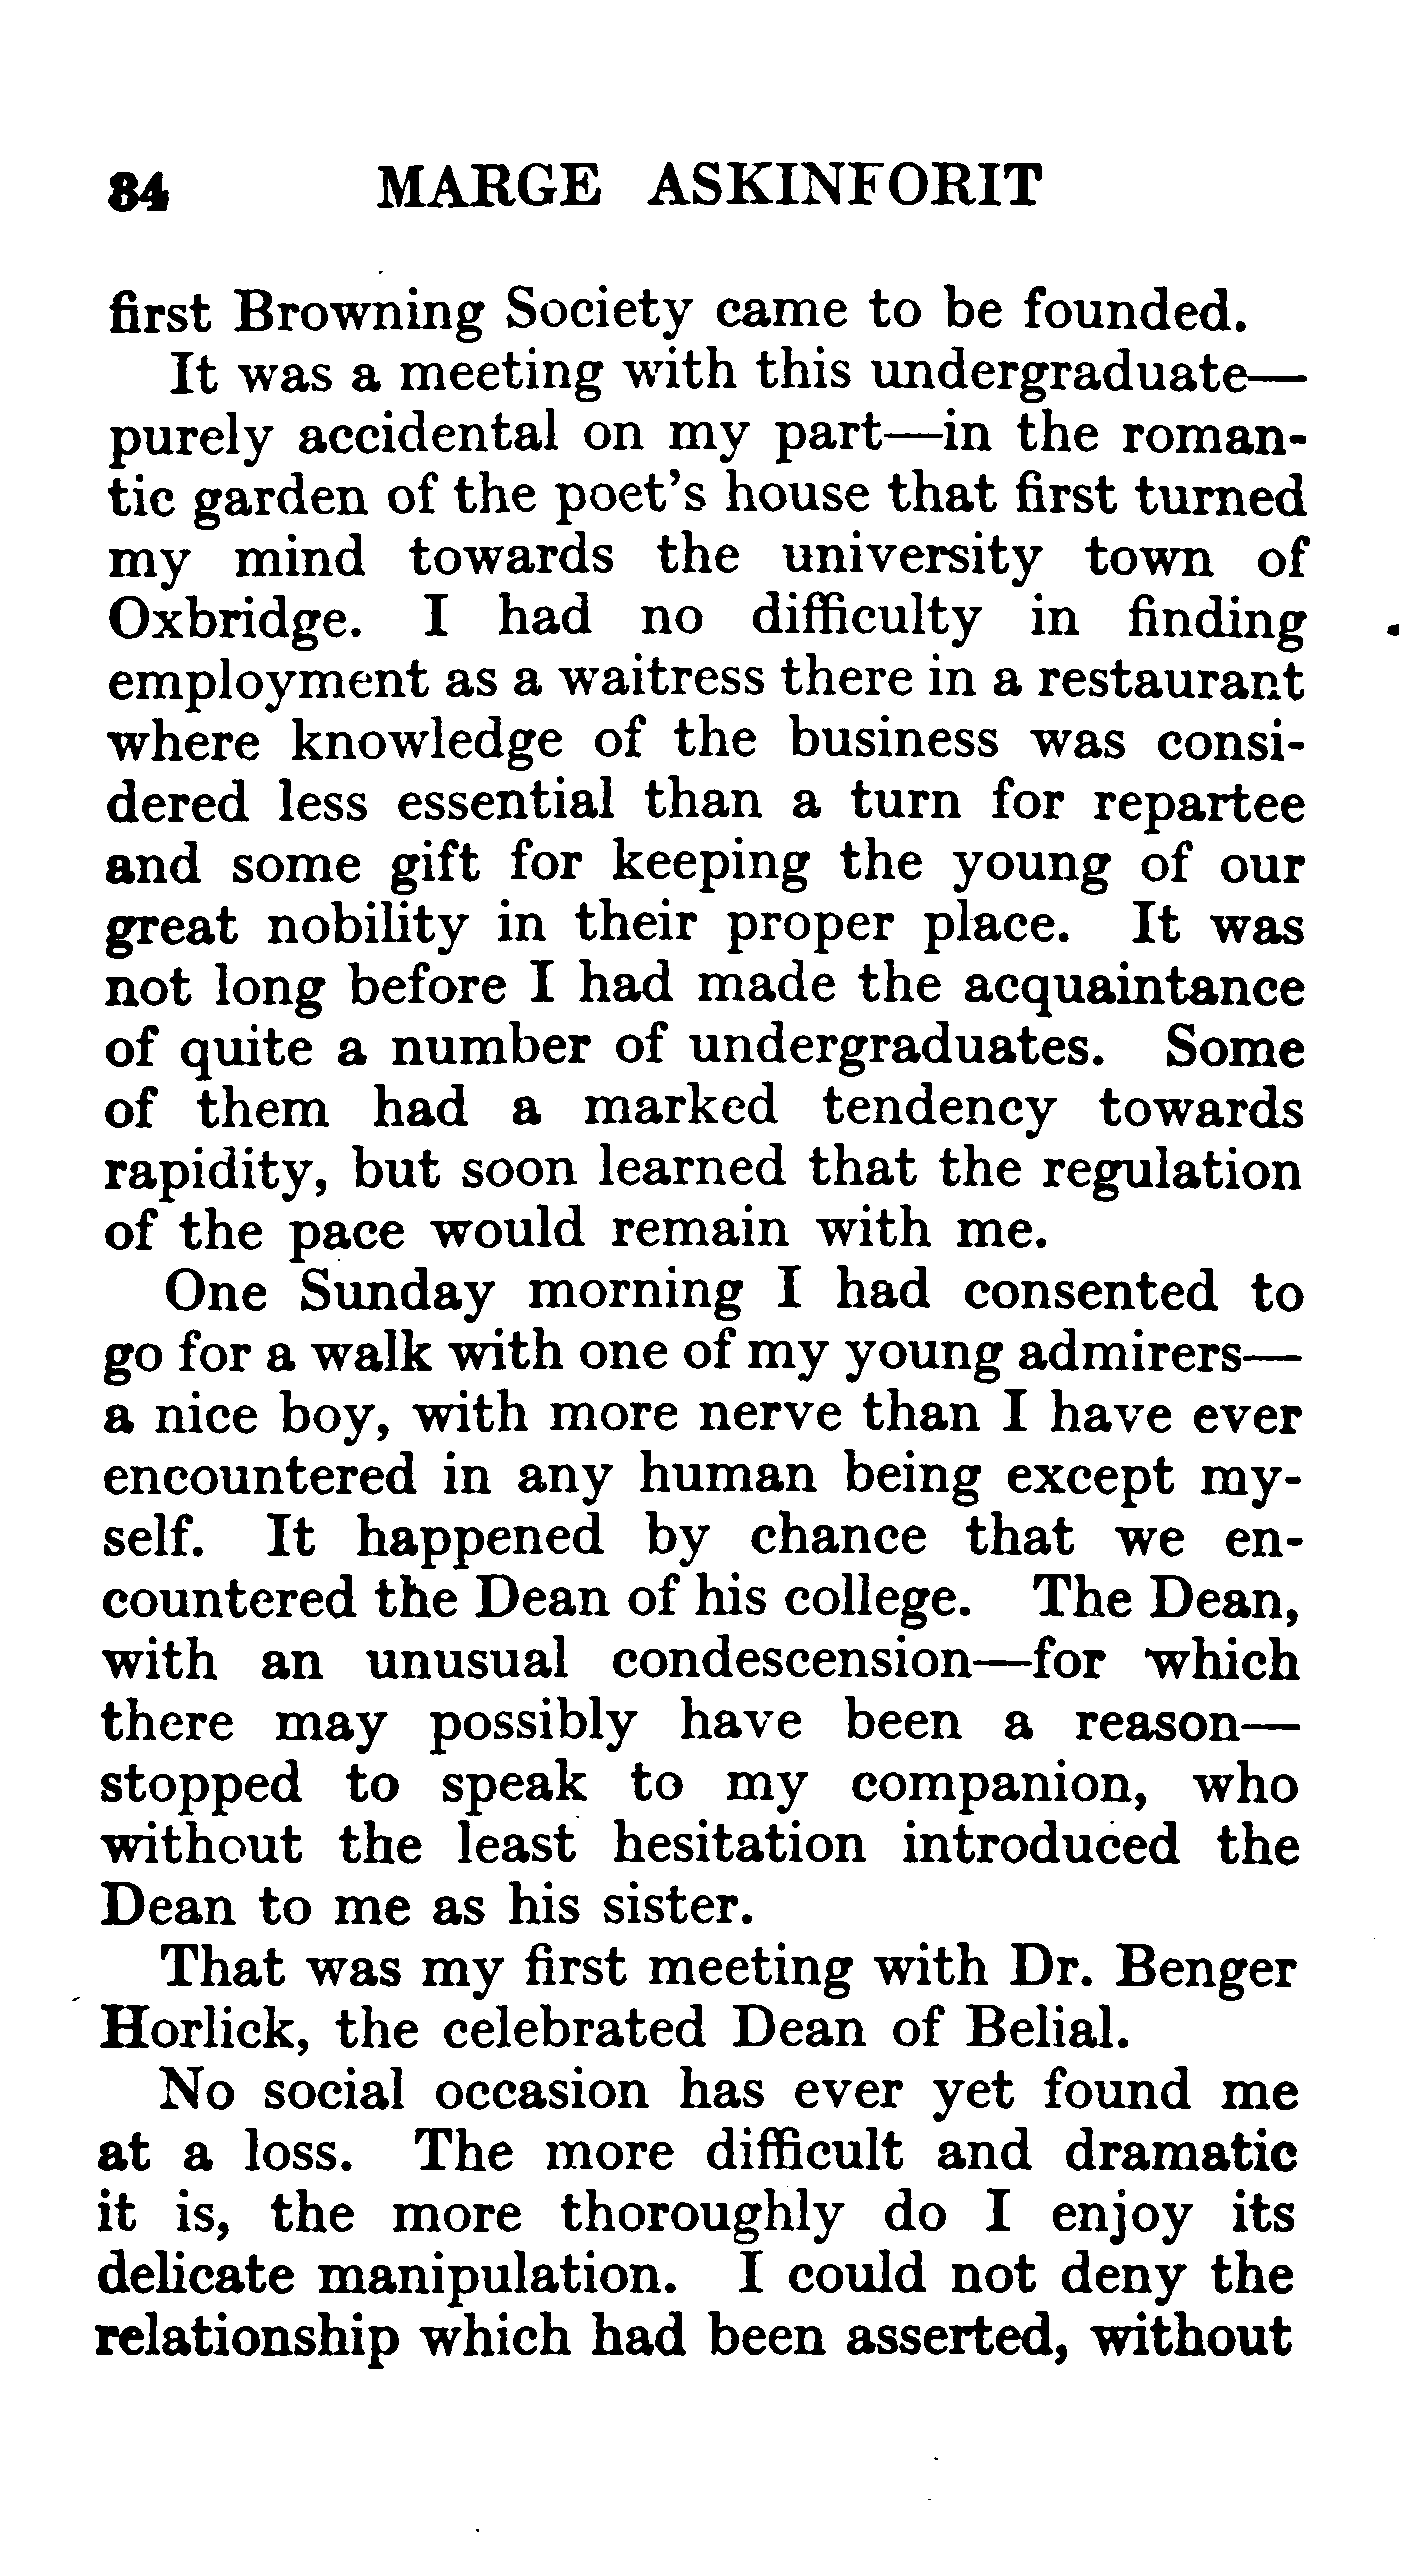 84 MARGE ASKINFORIT
first Browning Society came to be founded.
It was a meeting with this undergraduate—
purely accidental on my part—in the roman-
tic garden of the poet's house that first turned
my mind towards the university town of
Oxbridge. I had no difficulty in finding
employment as a waitress there in a restaurant
where knowledge of the business was consi-
dered less essential than a turn for repartee
and some gift for keeping the young of our
great nobility in their proper place. It was
not long before I had made the acquaintance
of quite a number of undergraduates. Some
of them had a marked tendency towards
rapidity, but soon learned that the regulation
of the pace would remain with me.
One Sunday morning I had consented to
go for a walk with one of my young admirers—
a nice boy, with more nerve than I have ever
encountered in any human being except my-
self. It happened by chance that we en-
countered the Dean of his college. The Dean,
with an unusual condescension—for which
there may possibly have been a reason—
stopped to speak to my companion, who
without the least hesitation introduced the
Dean to me as his sister.
That was my first meeting with Dr. Benger
Horlick, the celebrated Dean of Belial.
No social occasion has ever yet found me
at a loss. The more difficult and dramatic
it is, the more thoroughly do I enjoy its
delicate manipulation. I could not deny the
relationship which had been asserted, without